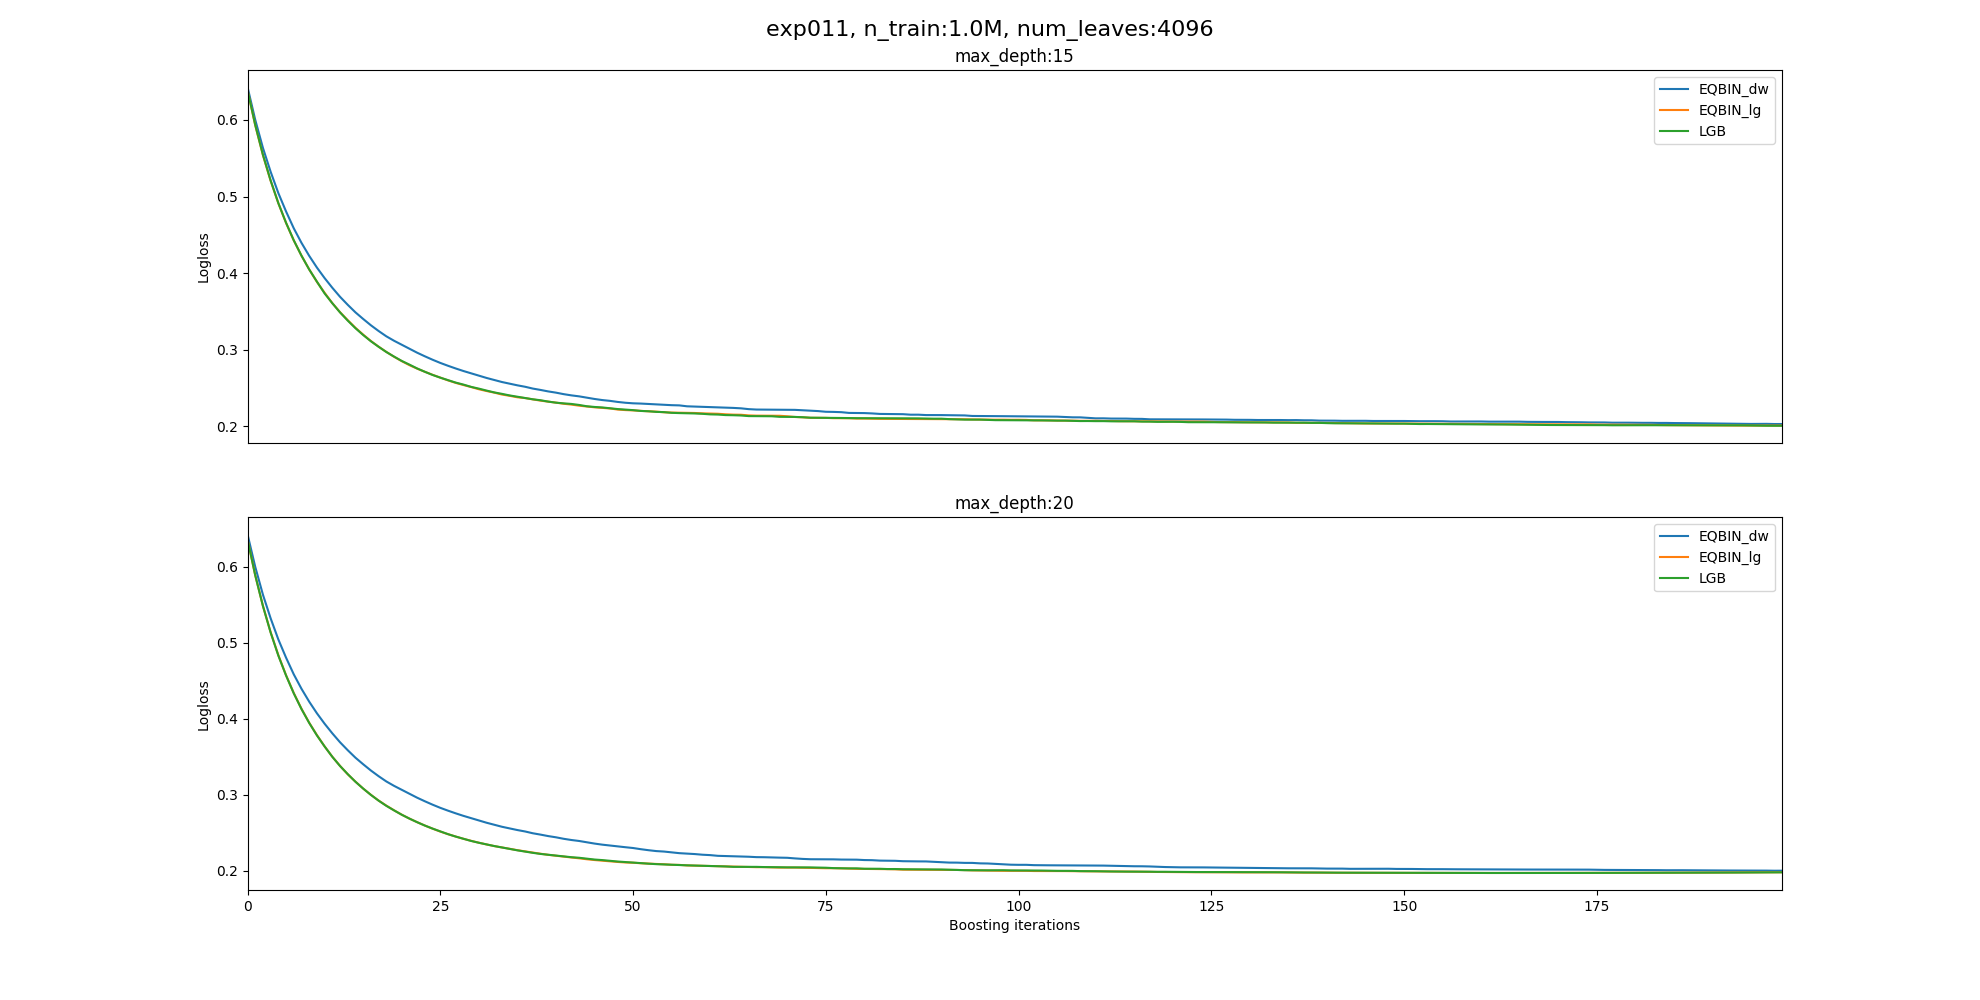 exp011, n_train:1.0M, num_leaves:4096
max_depth:15
EQBIN_dw
EQBIN_lg
LGB
0.6
0.5
0.4
0.3
0.2
Logloss
max_depth:20
EQBIN_dw
EQBIN_lg
LGB
0.6
0.5
0.4
0.3
0.2
Logloss
0 25 50 75 100 125 150 175
Boosting iterations